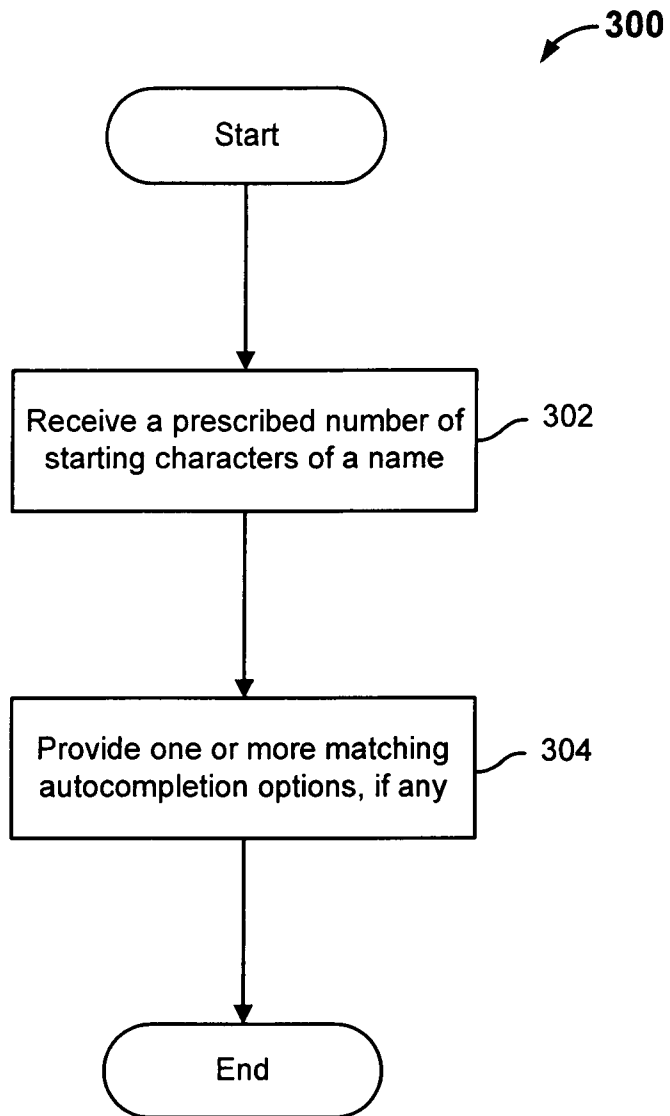 300
Start
Receive a prescribed number of
starting characters of a name
302
Provide one or more matching
autocompletion options, if any
304
End